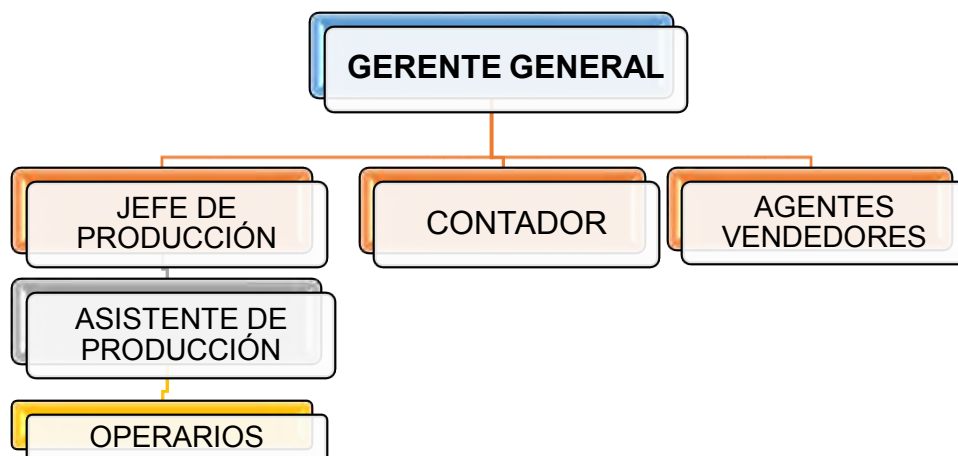 GERENTE GENERAL
JEFE DE
PRODUCCIÓN
CONTADOR
AGENTES
VENDEDORES
ASISTENTE DE
PRODUCCIÓN
OPERARIOS